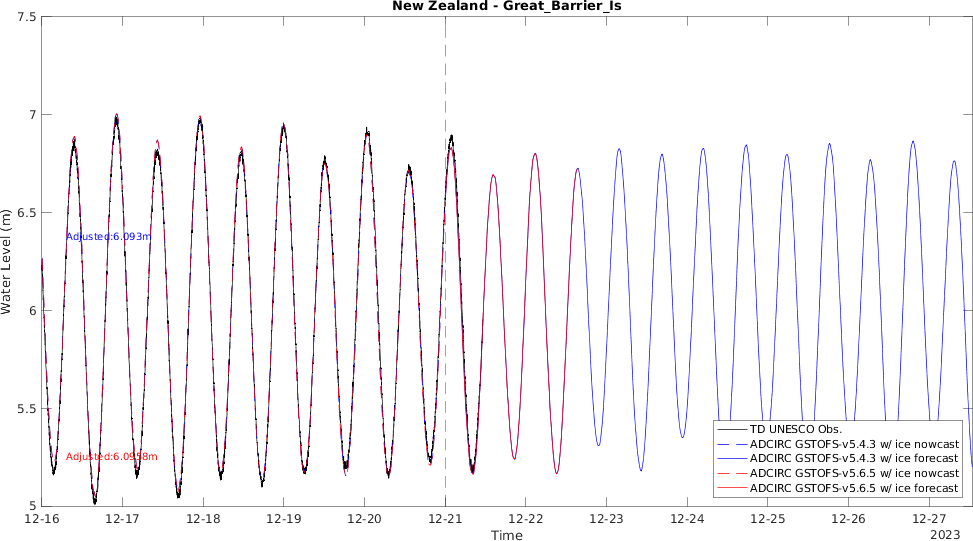 New Zealand - Great_Barrier_Is
7.5
7
6.5
6
5.5
5
Water Level (m)
Adjusted:6.093m
Adjusted:6.0958m
TD UNESCO Obs.
ADCIRC GSTOFS-v5.4.3 w/ ice nowcast
ADCIRC GSTOFS-v5.4.3 w/ ice forecast
ADCIRC GSTOFS-v5.6.5 w/ ice nowcast
ADCIRC GSTOFS-v5.6.5 w/ ice forecast
12-16 12-17 12-18 12-19 12-20 12-21 12-22 12-23 12-24 12-25 12-26 12-27
Time
2023